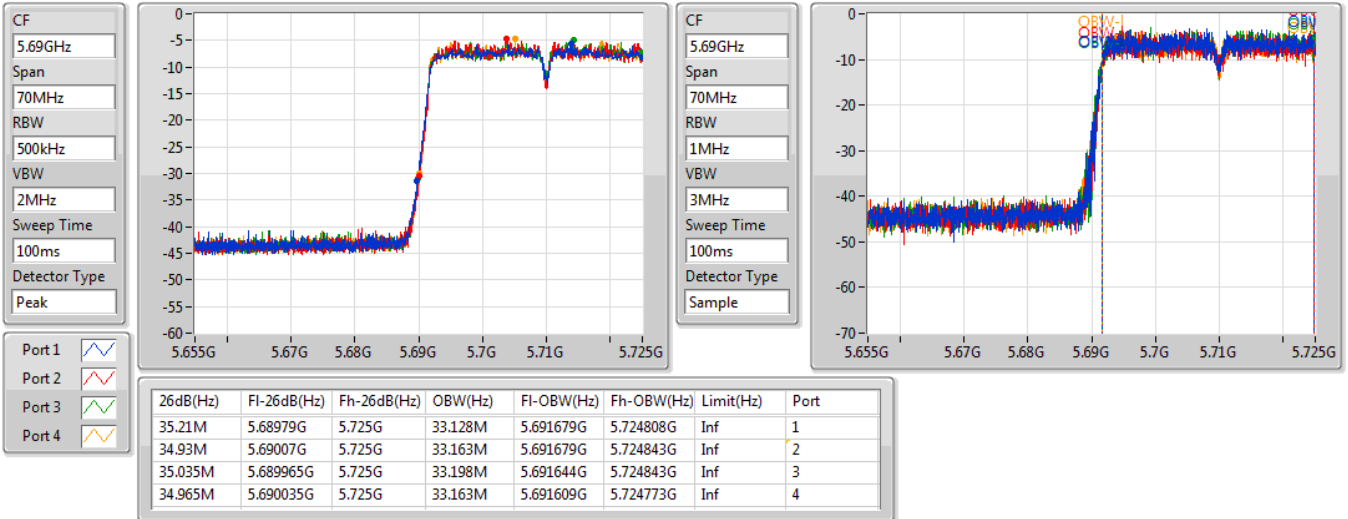 CF
5.69GHz
Span
70MHz
RBW
500kHz
VBW
2MHz
Sweep Time
100ms
Detector Type
Peak
0
-5
-10
-15
-20
-25
-30
-35
-40
-45
-50
-55
-60
5.655G 5.67G 5.68G 5.69G 5.7G 5.71G 5.725G
CF
5.69GHz
Span
70MHz
RBW
1MHz
VBW
3MHz
Sweep Time
100ms
Detector Type
Sample
0
-10
-20
-30
-40
-50
-60
-70
5.655G 5.67G 5.68G 5.69G 5.7G 5.71G 5.725G
Port 1
Port 2
Port 3
Port 4
26dB(Hz) Fl-26dB(Hz) Fh-26dB(Hz) OBW(Hz) Fl-OBW(Hz) Fh-OBW(Hz) Limit(Hz) Port
35.21M 5.68979G 5.725G 33.128M 5.691679G 5.724808G Inf 1
34.93M 5.69007G 5.725G 33.163M 5.691679G 5.724843G Inf 2
35.035M 5.689965G 5.725G 33.198M 5.691644G 5.724843G Inf 3
34.965M 5.690035G 5.725G 33.163M 5.691609G 5.724773G Inf 4